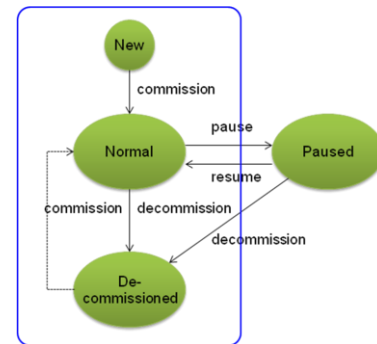 New
commission
pause
Normal
Paused
resume
commission
decommission
decommission
De-
commissioned